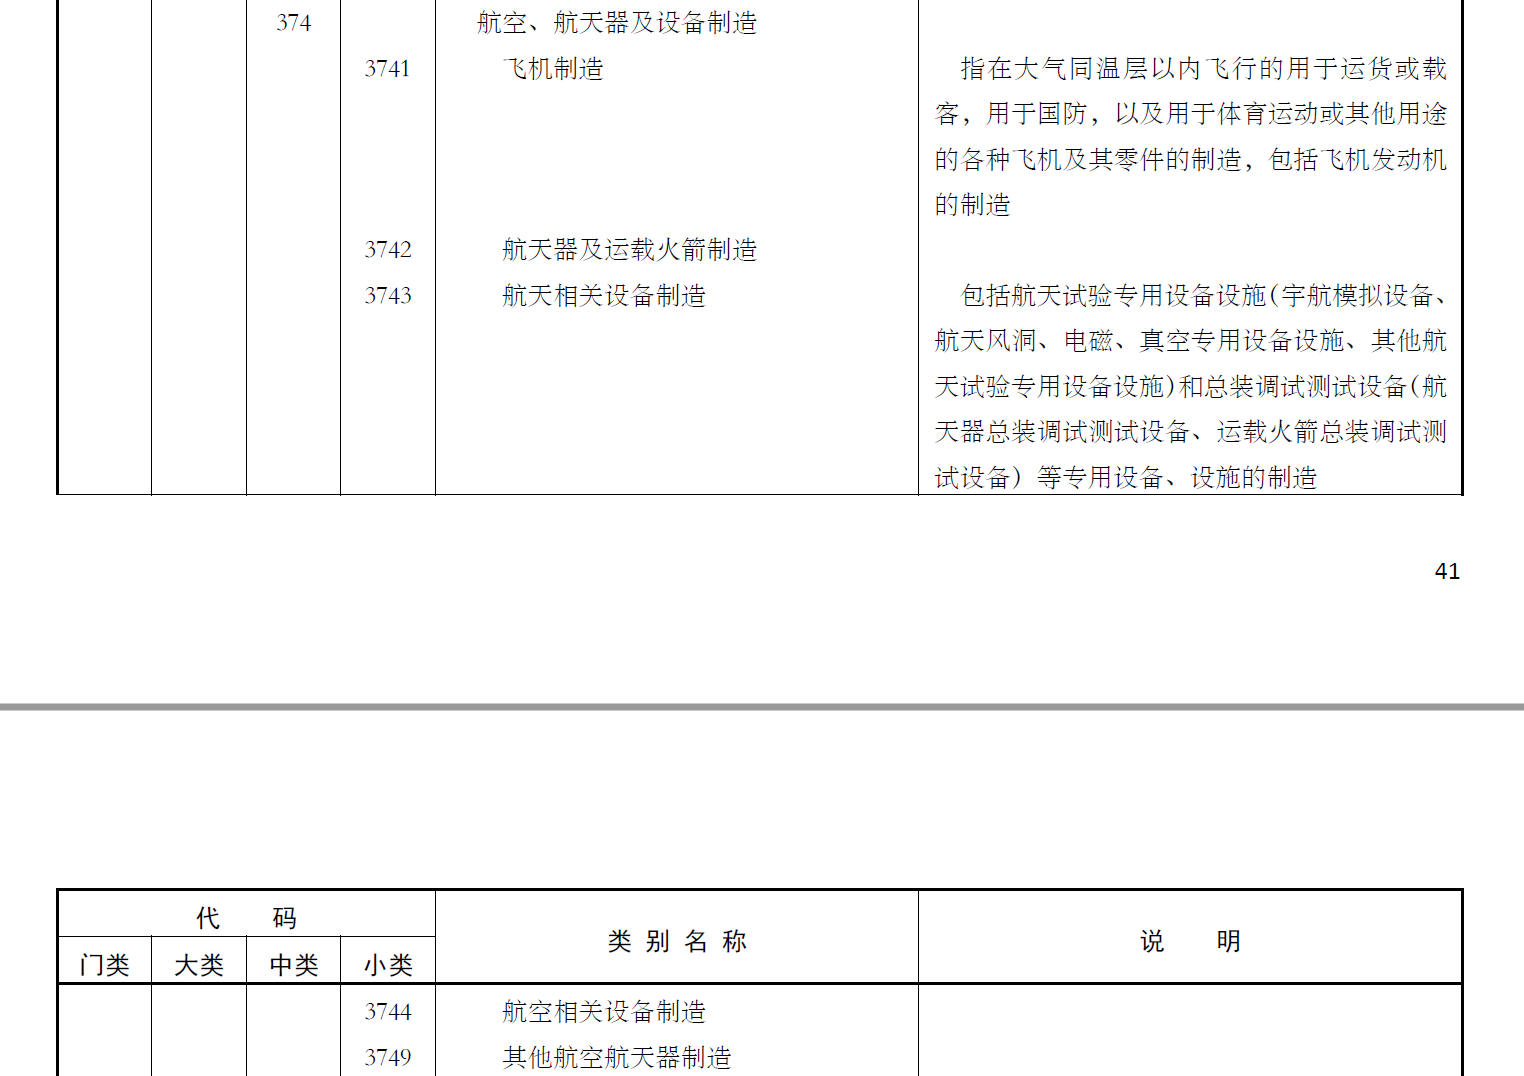 374 航空、航天器及设备制造
3741 飞机制造 指在大气同温层以内飞行的用于运货或载
客，用于国防，以及用于体育运动或其他用途
的各种飞机及其零件的制造，包括飞机发动机
的制造
3742 航天器及运载火箭制造
3743 航天相关设备制造 包括航天试验专用设备设施(宇航模拟设备、
航天风洞、电磁、真空专用设备设施、其他航
天试验专用设备设施)和总装调试测试设备(航
天器总装调试测试设备、运载火箭总装调试测
试设备) 等专用设备、设施的制造
41
代 码
类 别 名 称 说 明
门类 大类 中类 小类
3744 航空相关设备制造
3749 其他航空航天器制造